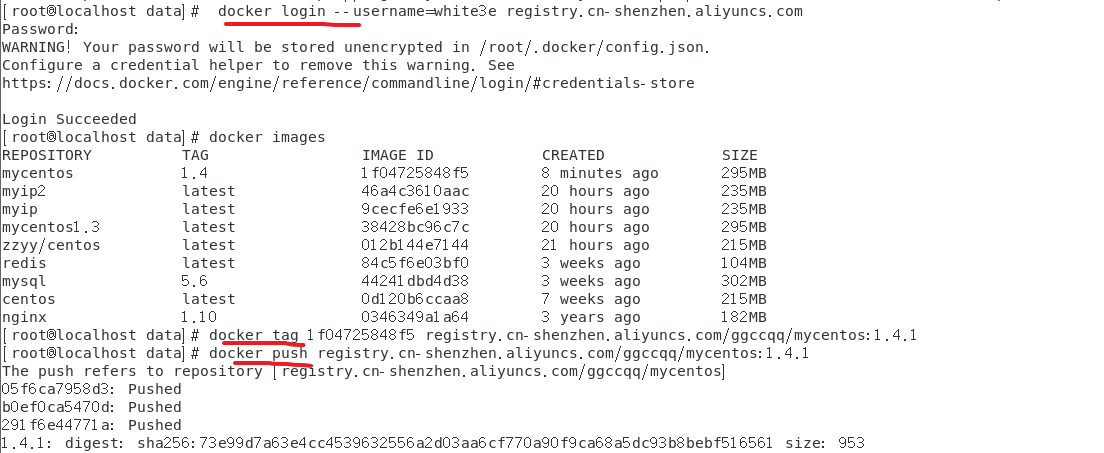 [root@localhost data]#  docker login --username=white3e registry.cn-shenzhen.aliyuncs.com
Password:
WARNING! Your password will be stored unencrypted in /root/.docker/config.json.
Configure a credential helper to remove this warning. See
https://docs.docker.com/engine/reference/commandline/login/#credentials-store
Login Succeeded
[root@localhost data]# docker images
REPOSITORY TAG IMAGE ID CREATED SIZE
mycentos 1.4 1f04725848f5 8 minutes ago 295MB
myip2 latest 46a4c3610aac 20 hours ago 235MB
myip latest 9cecfe6e1933 20 hours ago 235MB
mycentos1.3 latest 38428bc96c7c 20 hours ago 295MB
zzyy/centos latest 012b144e7144 21 hours ago 215MB
redis latest 84c5f6e03bf0 3 weeks ago 104MB
mysql 5.6 44241dbd4d38 3 weeks ago 302MB
centos latest 0d120b6ccaa8 7 weeks ago 215MB
nginx 1.10 0346349a1a64 3 years ago 182MB
[root@localhost data]# docker tag 1f04725848f5 registry.cn-shenzhen.aliyuncs.com/ggccqq/mycentos:1.4.1
[root@localhost data]# docker push registry.cn-shenzhen.aliyuncs.com/ggccqq/mycentos:1.4.1
The push refers to repository [registry.cn-shenzhen.aliyuncs.com/ggccqq/mycentos]
05f6ca7958d3: Pushed
b0ef0ca5470d: Pushed
291f6e44771a: Pushed
1.4.1: digest: sha256:73e99d7a63e4cc4539632556a2d03aa6cf770a90f9ca68a5dc93b8bebf516561 size: 953